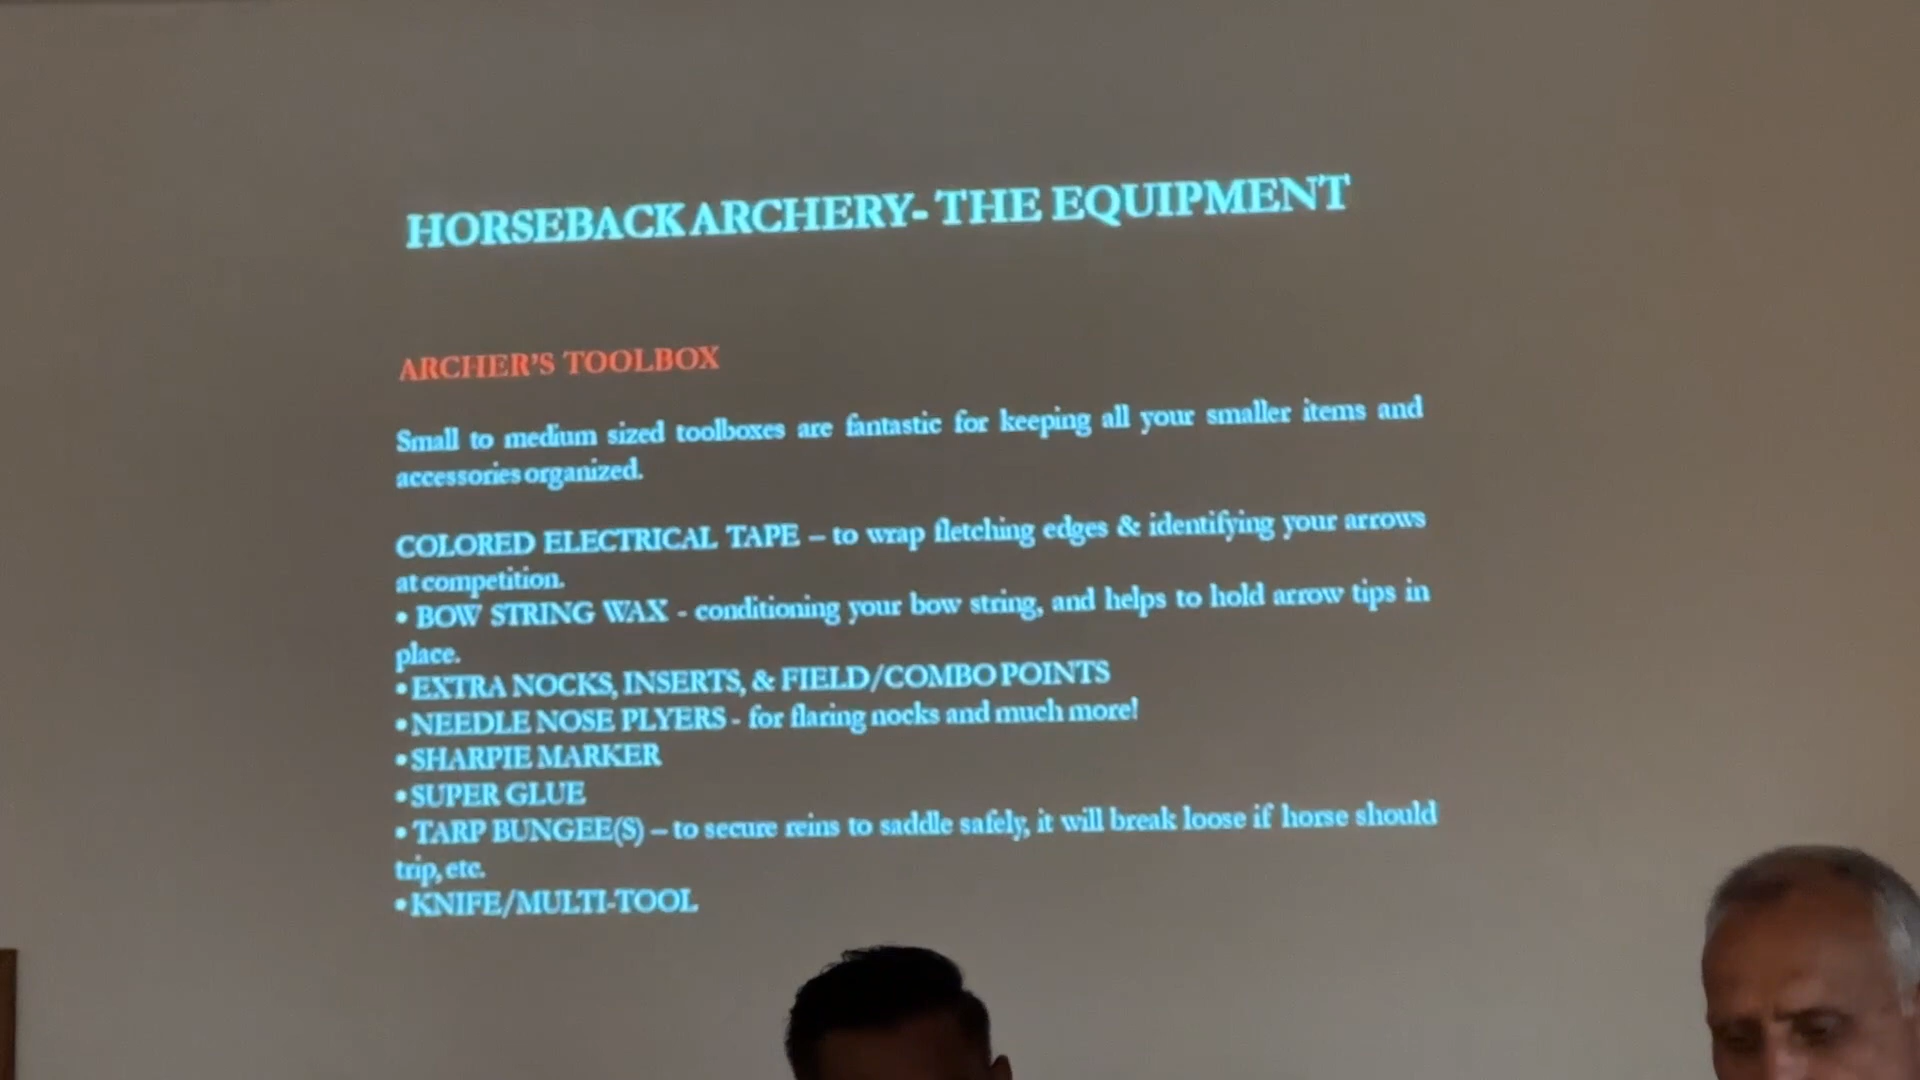 HORSEBACK ARCHERY- THE EQUIPMENT
ARCHER'S TOOLBOX
Small to medium sized toolboxes are fantastic for keeping all your smaller items and
accessories organized.
COLORED ELECTRICAL TAPE – to wrap fletching edges & identifying your arrows
at competition.
• BOW STRING WAX - conditioning your bow string, and helps to hold arrow tips in
place.
• EXTRA NOCKS, INSERTS, & FIELD/COMBO POINTS
• NEEDLE NOSE PLYERS - for flaring nocks and much more!
• SHARPIE MARKER
• SUPER GLUE
• TARP BUNGEE(S) – to secure reins to saddle safely, it will break loose if horse should
trip, etc.
• KNIFE/MULTI-TOOL